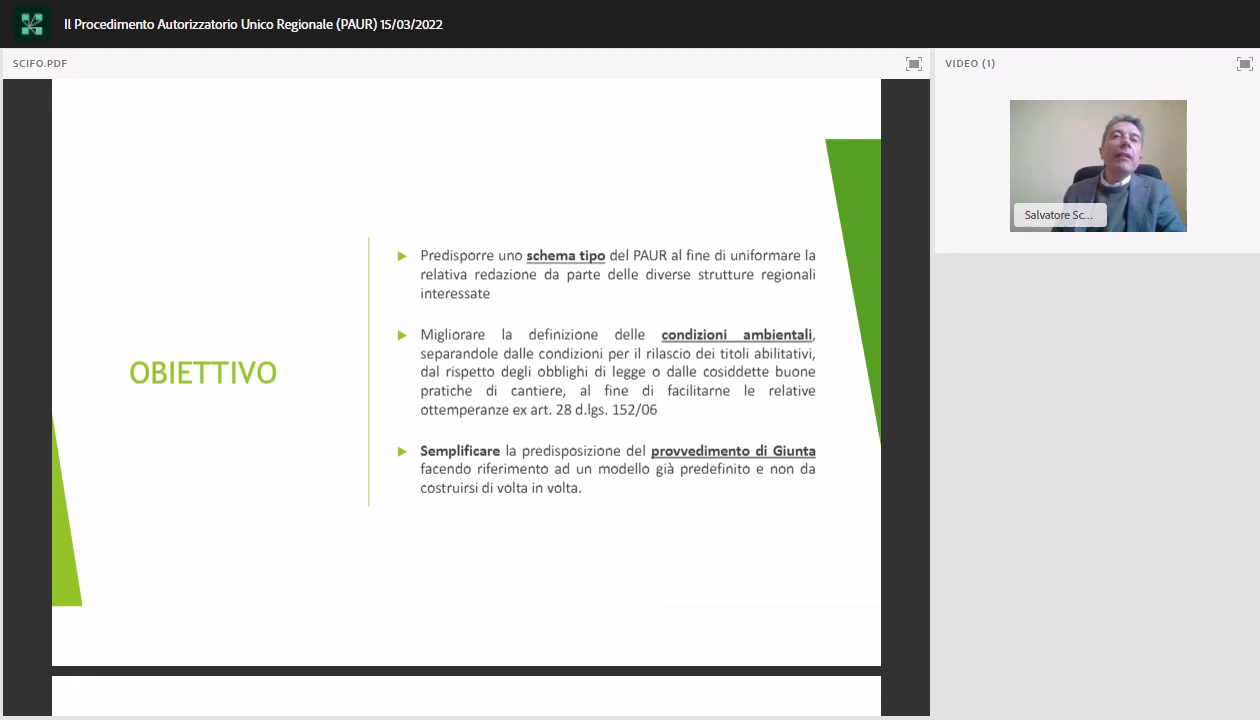 Il Procedimento Autorizzatorio Unico Regionale (PAUR) 15/03/2022
SCIFO.PDF
VIDEO (1)
Salvatore Sc...
OBIETTIVO
Predisporre uno schema tipo del PAUR al fine di uniformare la
relativa redazione da parte delle diverse strutture regionali
interessate
Migliorare la definizione delle condizioni ambientali,
separandole dalle condizioni per il rilascio dei titoli abilitativi,
dal rispetto degli obblighi di legge o dalle cosiddette buone
pratiche di cantiere, al fine di facilitarne le relative
ottemperanze ex art. 28 d.lgs. 152/06
Semplificare la predisposizione del provvedimento di Giunta
facendo riferimento ad un modello già predefinito e non da
costruirsi di volta in volta.